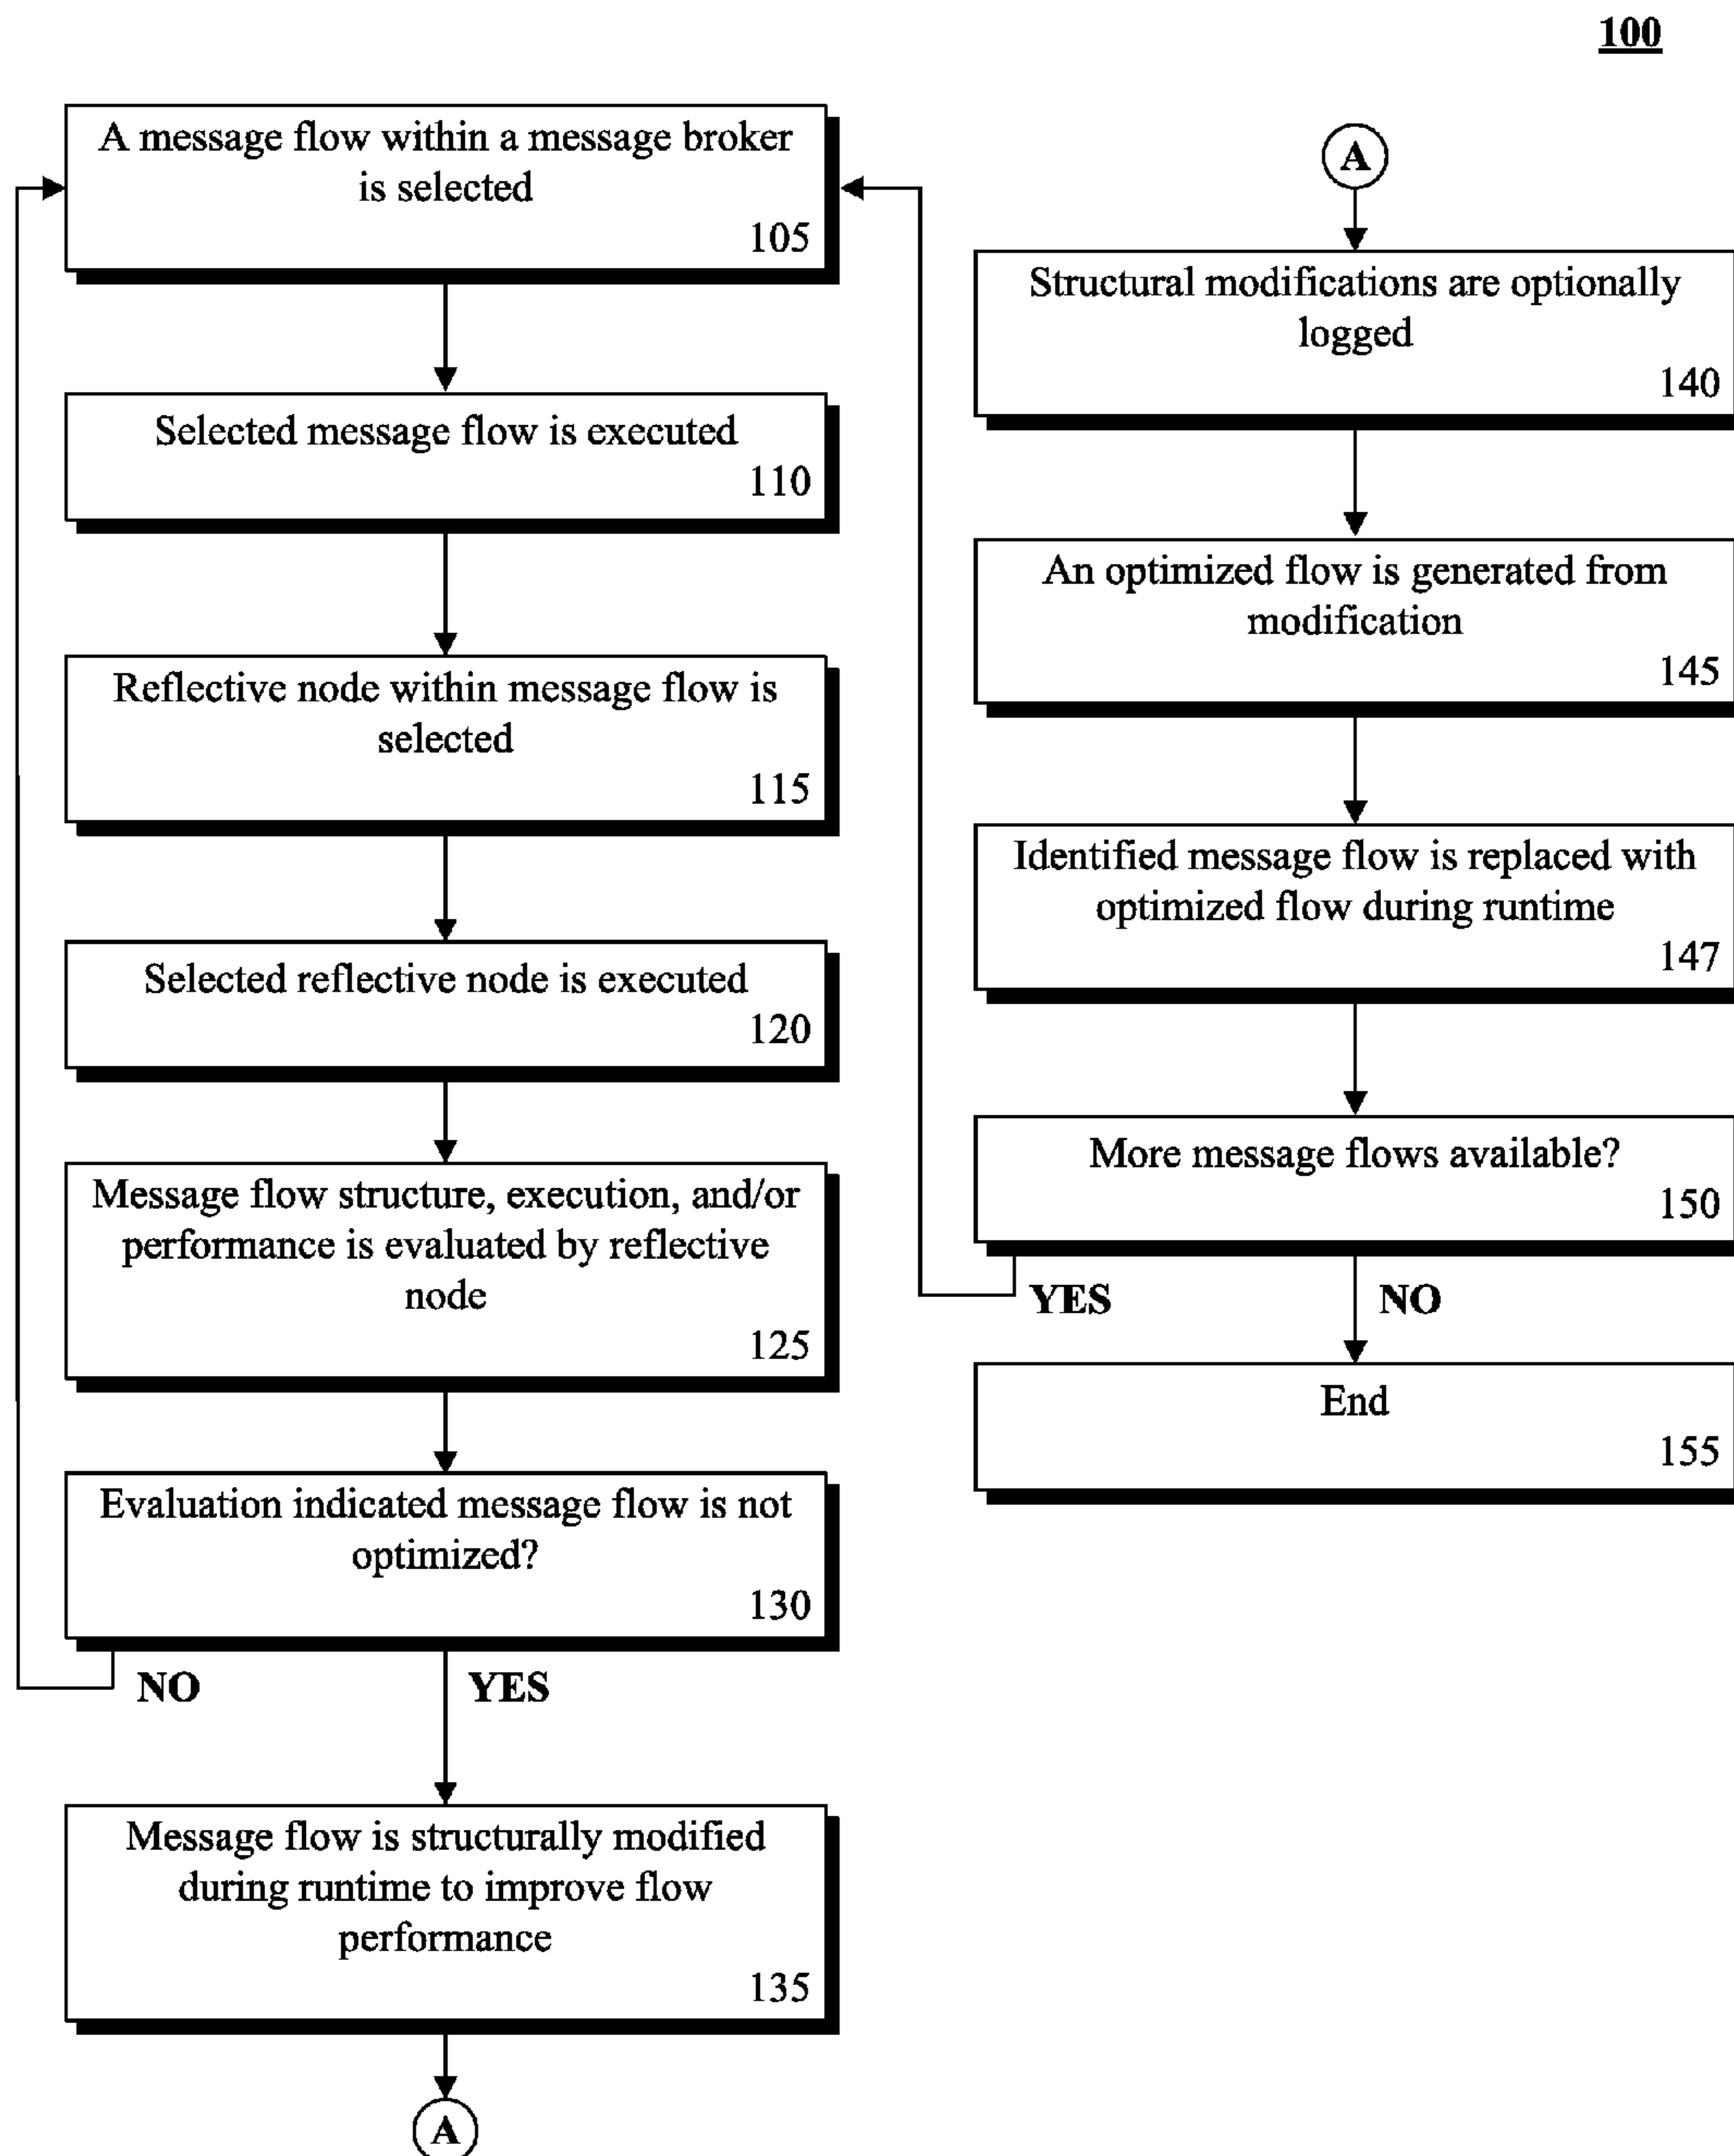 100
A message flow within a message broker
is selected
105
Selected message flow is executed
110
Reflective node within message flow is
selected
115
Selected reflective node is executed
120
Message flow structure, execution, and/or
performance is evaluated by reflective
node
125
Evaluation indicated message flow is not
optimized?
130
NO
YES
Message flow is structurally modified
during runtime to improve flow
performance
135
A
A
Structural modifications are optionally
logged
140
An optimized flow is generated from
modification
145
Identified message flow is replaced with
optimized flow during runtime
147
More message flows available?
150
YES
NO
End
155